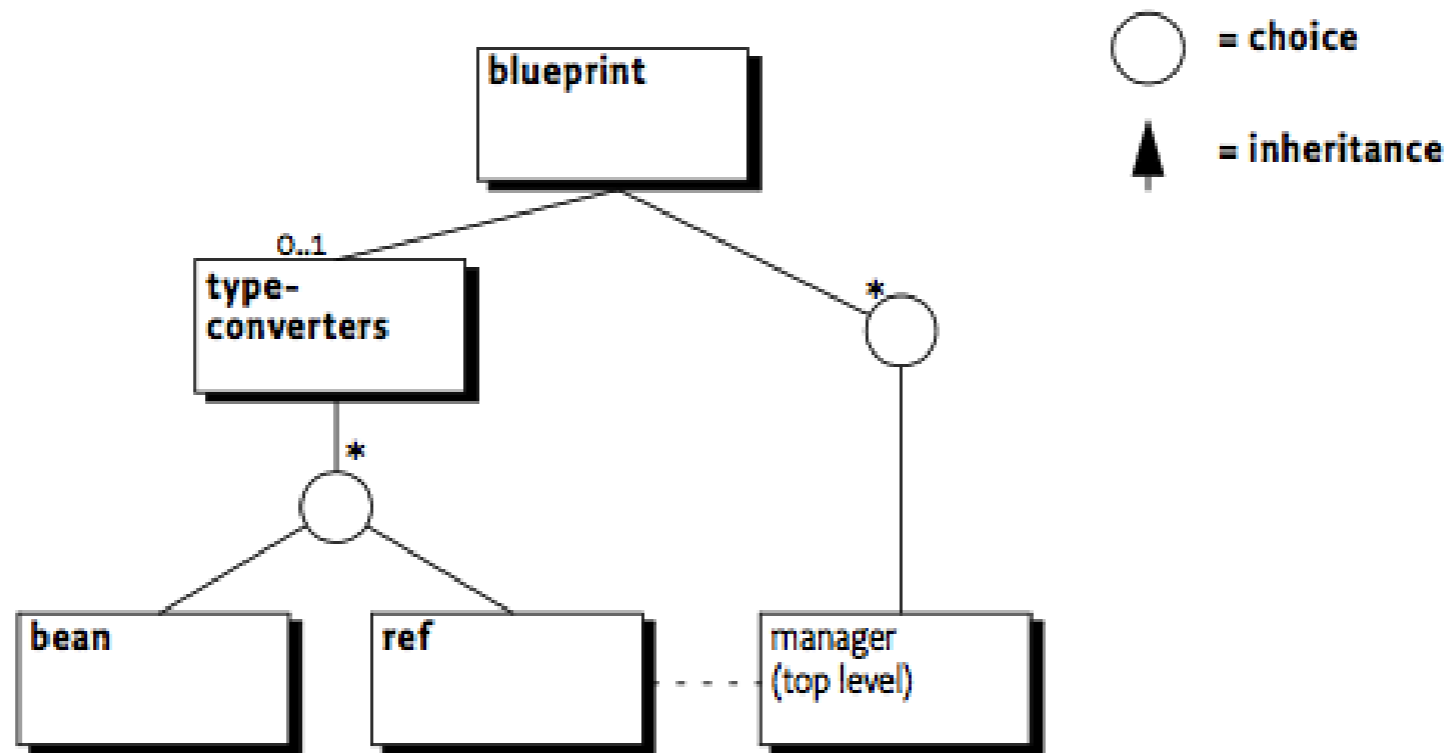 blueprint
= choice
= inheritance
0..1
type-
converters
*
*
bean
ref
manager
(top level)